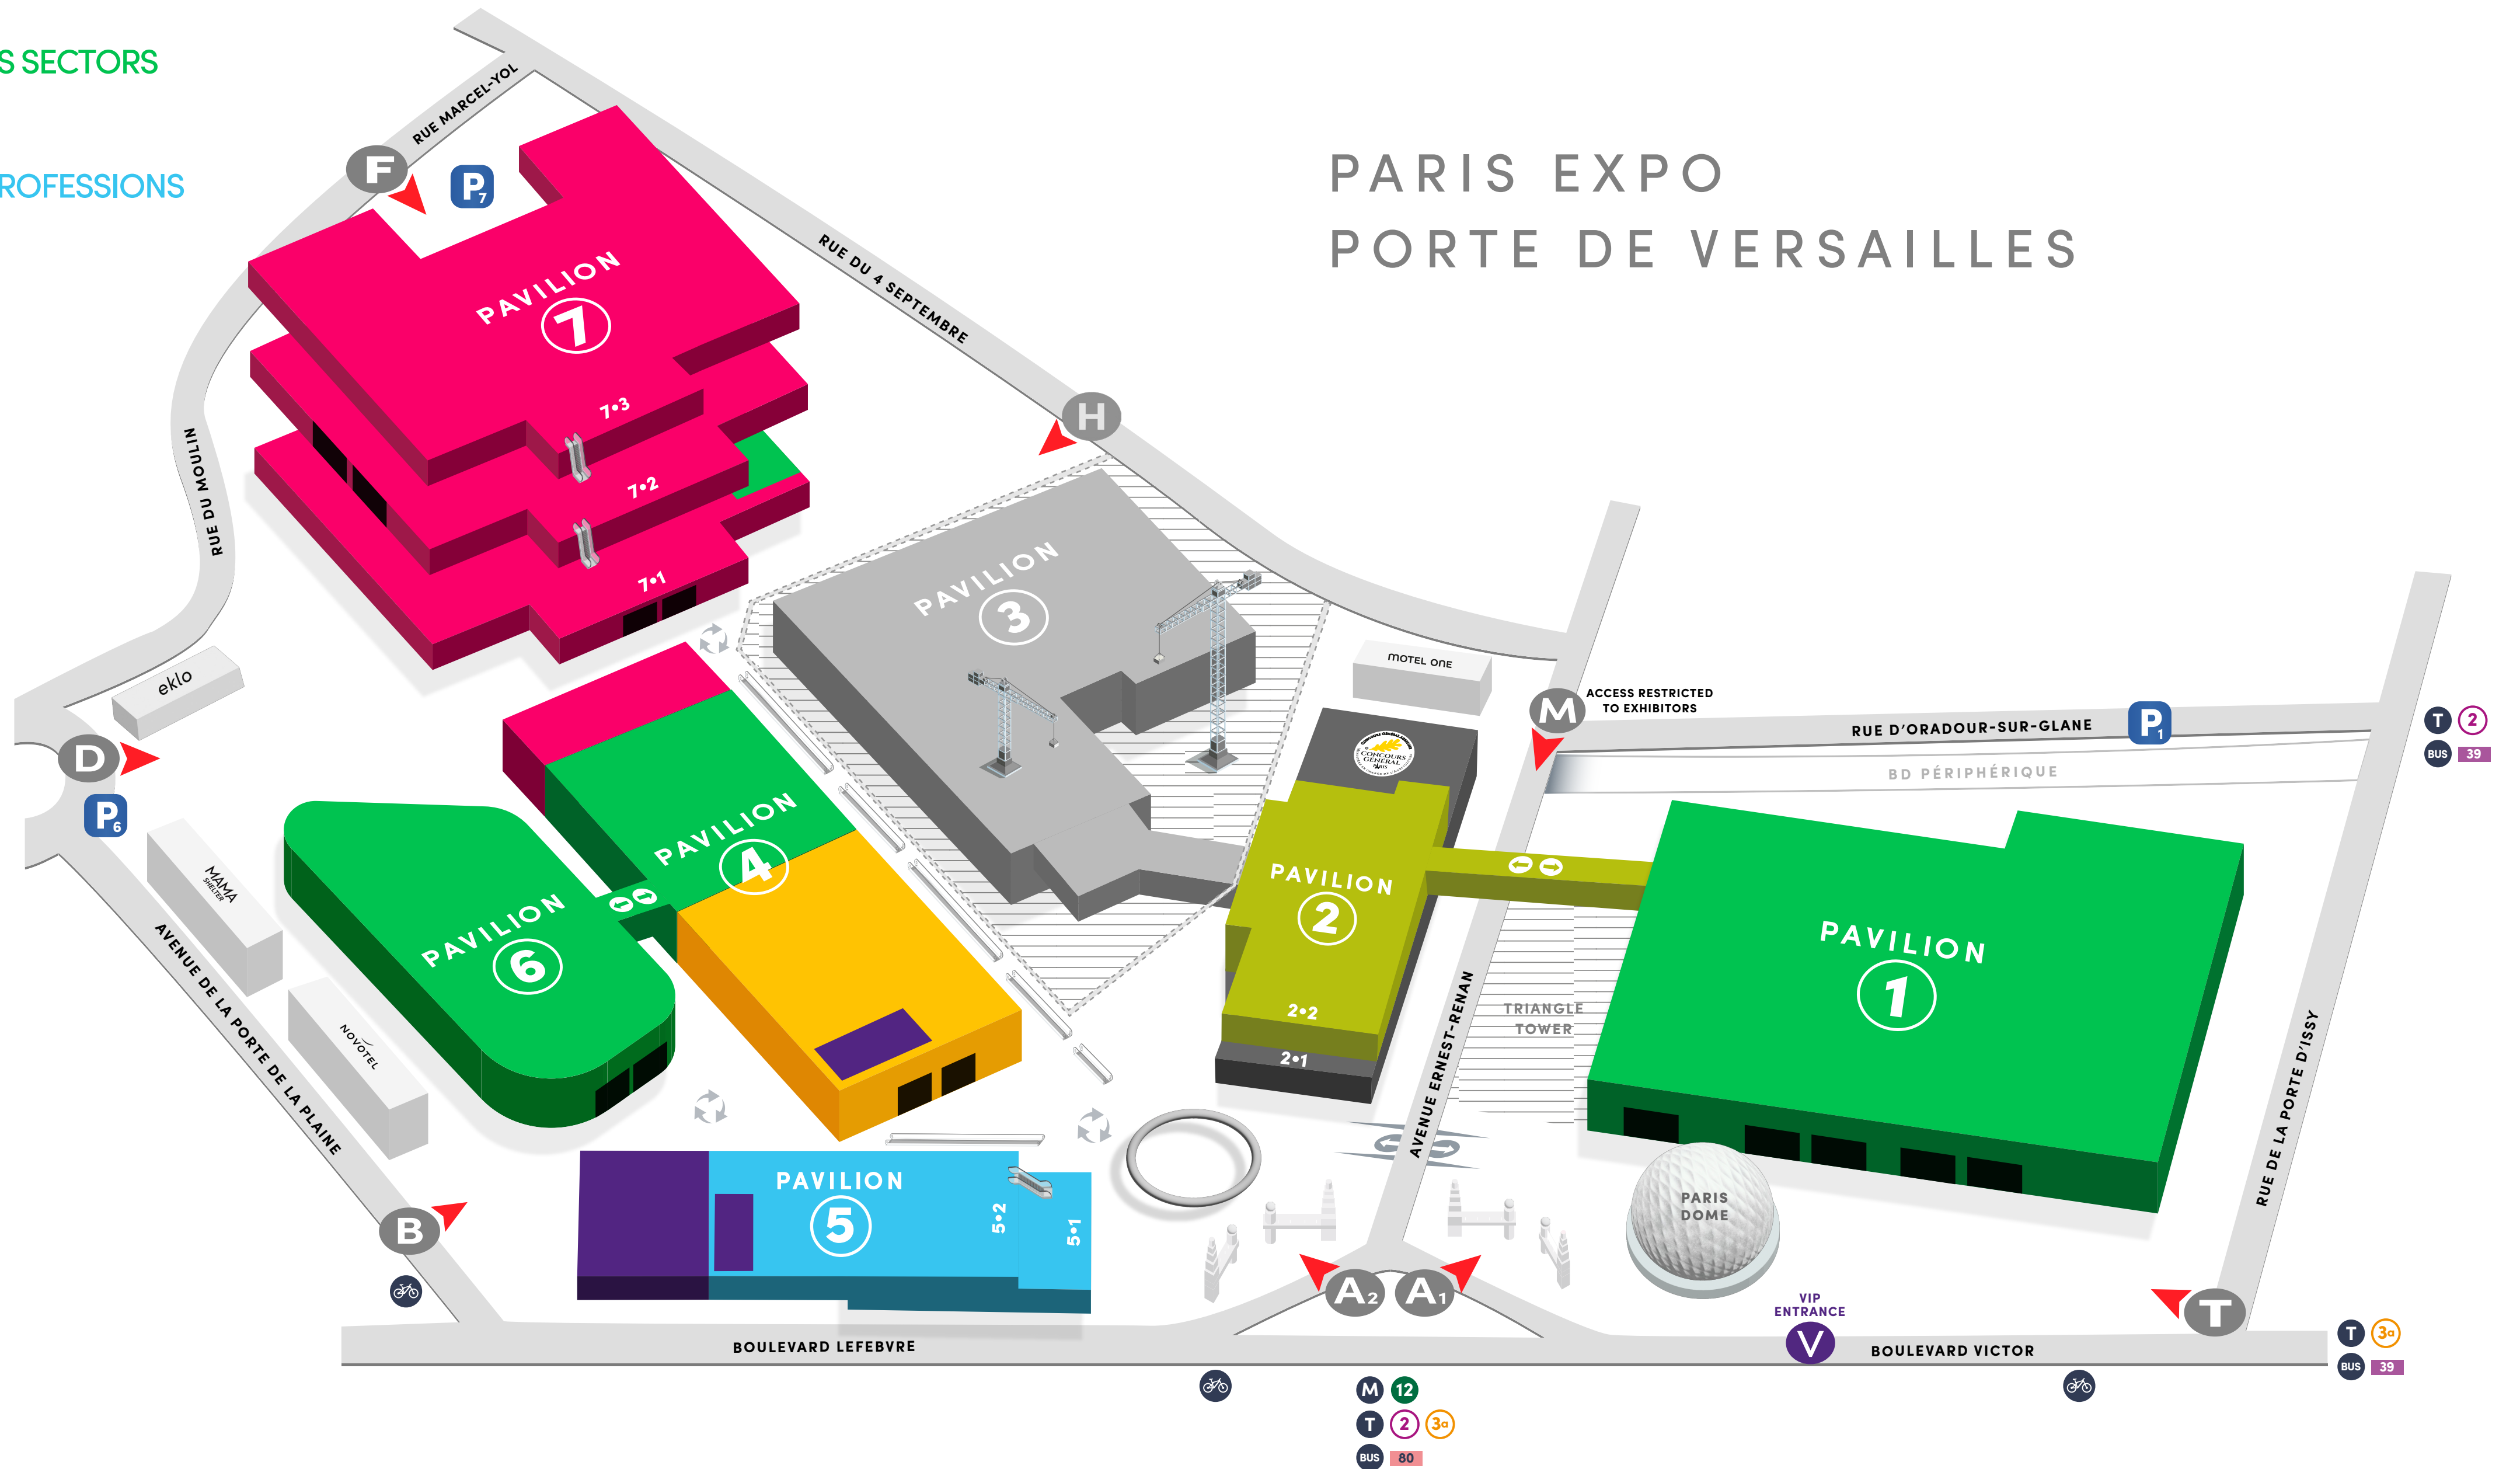 S SECTORS
ROFESSIONS
PARIS EXPO
PORTE DE VERSAILLES
RUE MARCEL-YOL
F
P7
PAVILION
7
7•3
7•2
7•1
RUE DU 4 SEPTEMBRE
H
RUE DU MOULIN
eklo
D
P6
MAMA
SHELTER
NOVOTEL
AVENUE DE LA PORTE DE LA PLAINE
B
PAVILION
3
PAVILION
4
PAVILION
6
PAVILION
5
5•2
5•1
MOTEL ONE
M
ACCESS RESTRICTED
TO EXHIBITORS
CONCOURS
GÉNÉRAL
PARIS
PAVILION
2
2•2
2•1
AVENUE ERNEST-RENAN
TRIANGLE
TOWER
RUE D'ORADOUR-SUR-GLANE
P1
BD PÉRIPHÉRIQUE
T 2
BUS 39
PAVILION
1
RUE DE LA PORTE D'ISSY
PARIS
DOME
A2
A1
VIP
ENTRANCE
V
T
BOULEVARD LEFEBVRE
BOULEVARD VICTOR
T 3a
BUS 39
M 12
T 2 3a
BUS 80